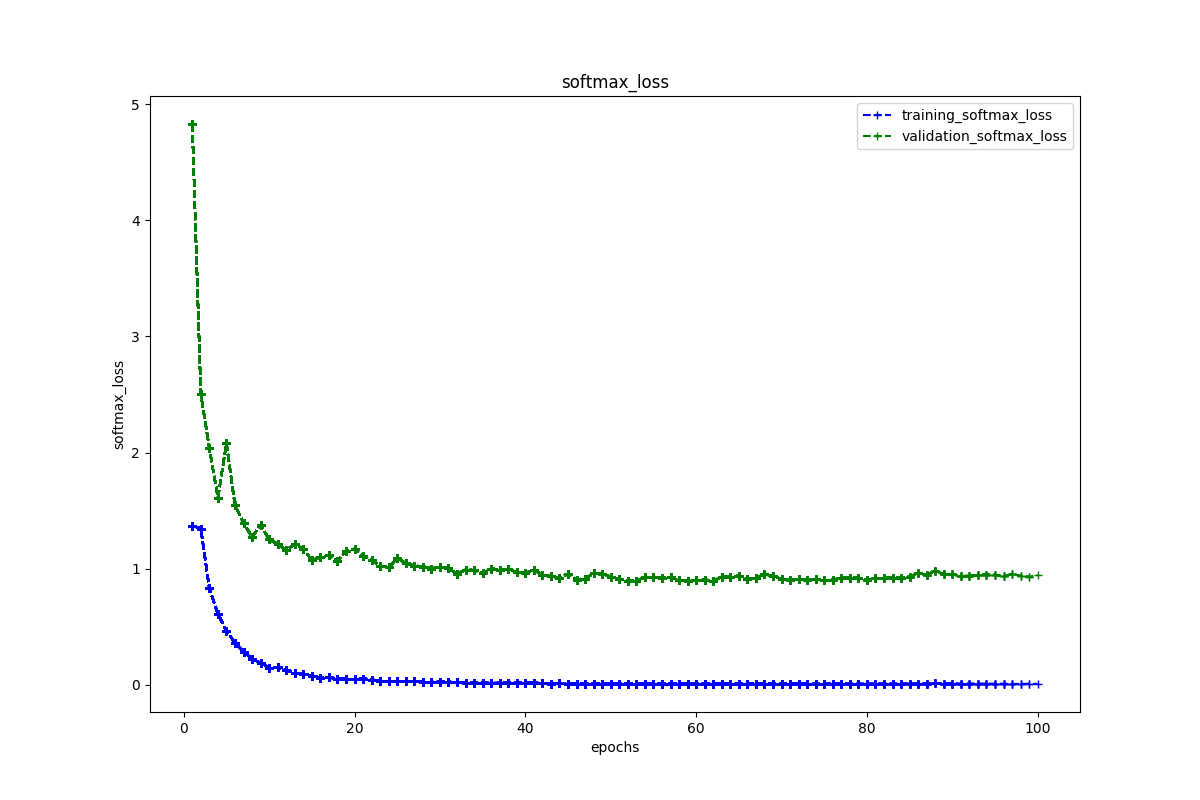 softmax_loss
training_softmax_loss
validation_softmax_loss
5
4
3
2
1
0
softmax_loss
0 20 40 60 80 100
epochs